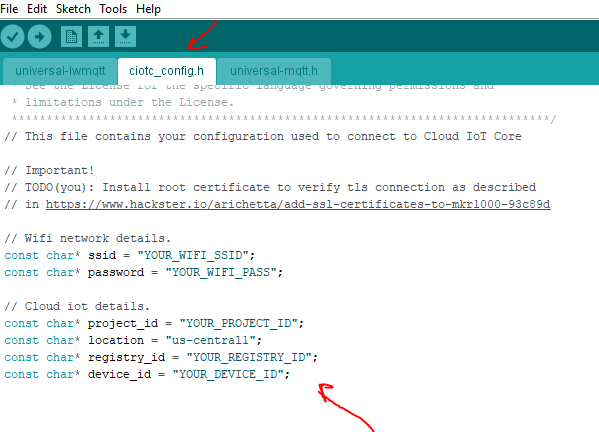 File Edit Sketch Tools Help
universal-lwmqtt ciotc_config.h universal-mqtt.h
* See the License for the specific language governing permissions and
* limitations under the License.
******************************************************************************/
// This file contains your configuration used to connect to Cloud IoT Core
// Important!
// TODO(you): Install root certificate to verify tls connection as described
// in https://www.hackster.io/arichetta/add-ssl-certificates-to-mkr1000-93c89d
// Wifi network details.
const char* ssid = "YOUR_WIFI_SSID";
const char* password = "YOUR_WIFI_PASS";
// Cloud iot details.
const char* project_id = "YOUR_PROJECT_ID";
const char* location = "us-central1";
const char* registry_id = "YOUR_REGISTRY_ID";
const char* device_id = "YOUR_DEVICE_ID";